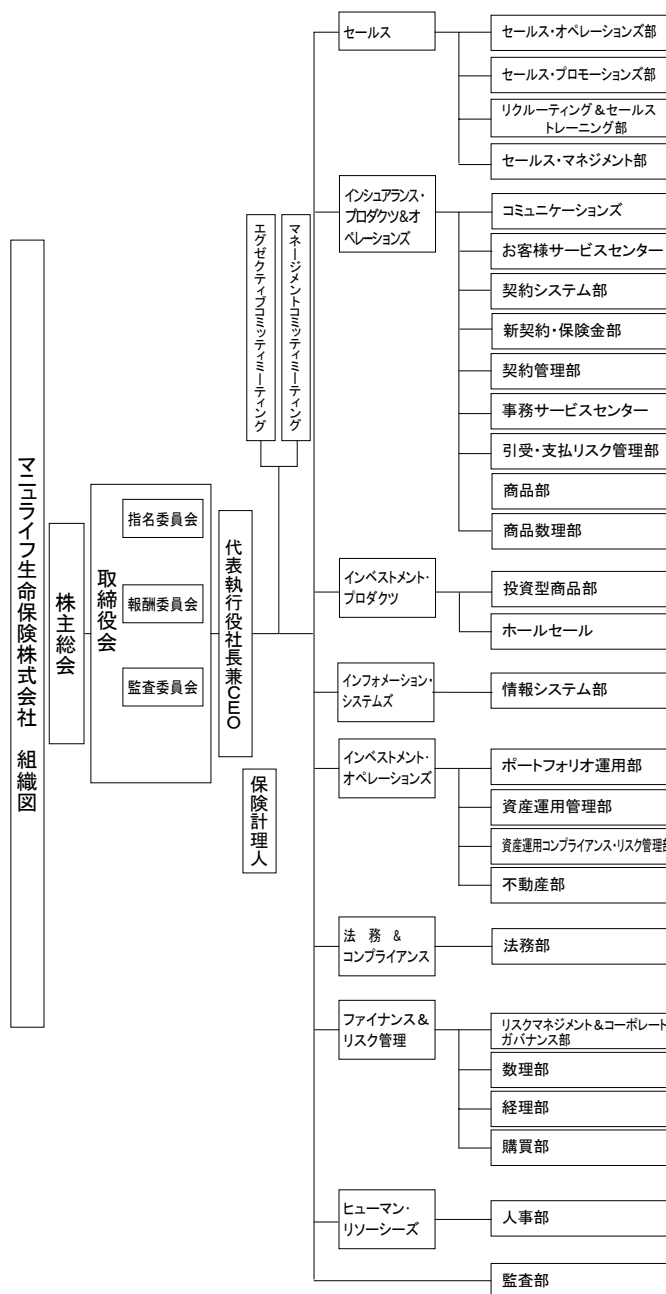 マニュライフ生命保険株式会社　組織図
株主総会
取締役会
指名委員会
報酬委員会
監査委員会
代表執行役社長兼CEO
保険計理人
エグゼクティブコミッティミーティング
マネージメントコミッティミーティング
セールス
セールス・オペレーションズ部
セールス・プロモーションズ部
リクルーティング＆セールス
トレーニング部
セールス・マネジメント部
インシュアランス・
プロダクツ&オ
ペレーションズ
コミュニケーションズ
お客様サービスセンター
契約システム部
新契約・保険金部
契約管理部
事務サービスセンター
引受・支払リスク管理部
商品部
商品数理部
インベストメント・
プロダクツ
投資型商品部
ホールセール
インフォメーション・
システムズ
情報システム部
インベストメント・
オペレーションズ
ポートフォリオ運用部
資産運用管理部
資産運用コンプライアンス・リスク管理部
不動産部
法　務　＆
コンプライアンス
法務部
ファイナンス＆
リスク管理
リスクマネジメント＆コーポレート
ガバナンス部
数理部
経理部
購買部
ヒューマン・
リソーシーズ
人事部
監査部